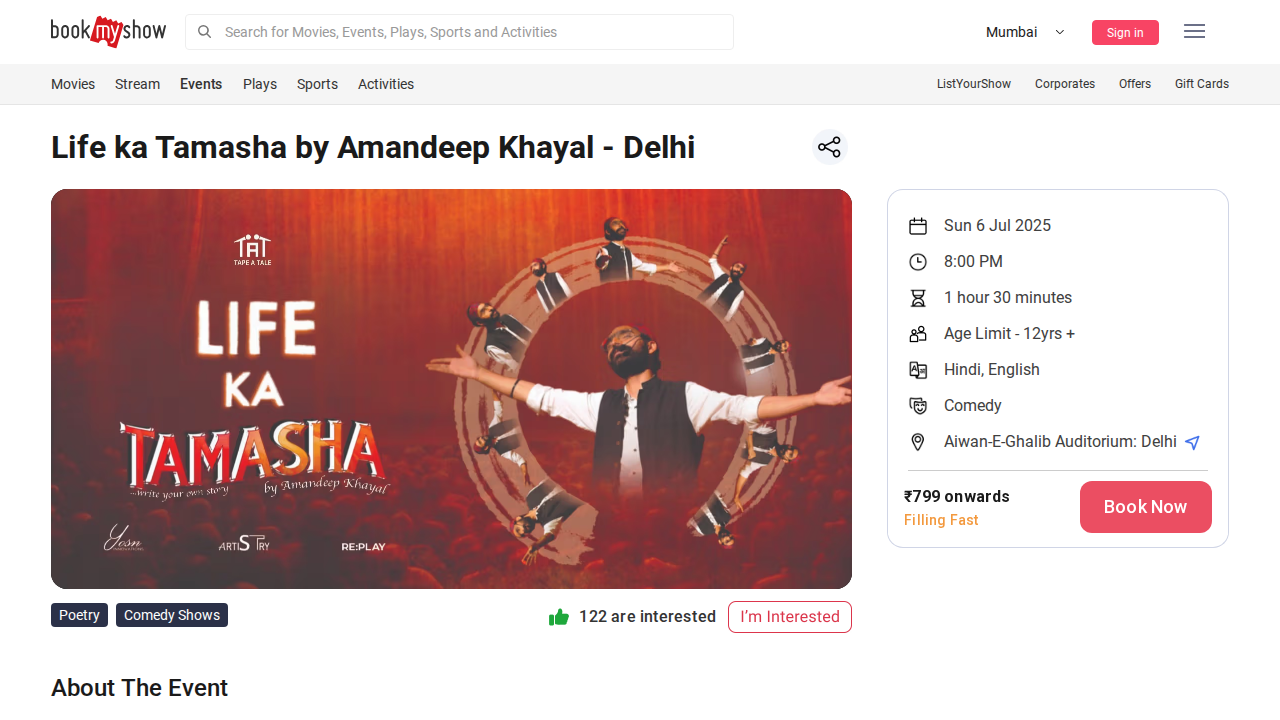 bookmyshow
Search for Movies, Events, Plays, Sports and Activities
Mumbai
Sign in
Movies
Stream
Events
Plays
Sports
Activities
ListYourShow
Corporates
Offers
Gift Cards
Life ka Tamasha by Amandeep Khayal - Delhi
TAPE A TALE
LIFE
KA
TAMASHA
...write your own story
by Amandeep Khayal
Yosn
ARTISTRY
RE:PLAY
Sun 6 Jul 2025
8:00 PM
1 hour 30 minutes
Age Limit - 12yrs +
Hindi, English
Comedy
Aiwan-E-Ghalib Auditorium: Delhi
₹799 onwards
Filling Fast
Book Now
Poetry
Comedy Shows
122 are interested
I'm Interested
About The Event